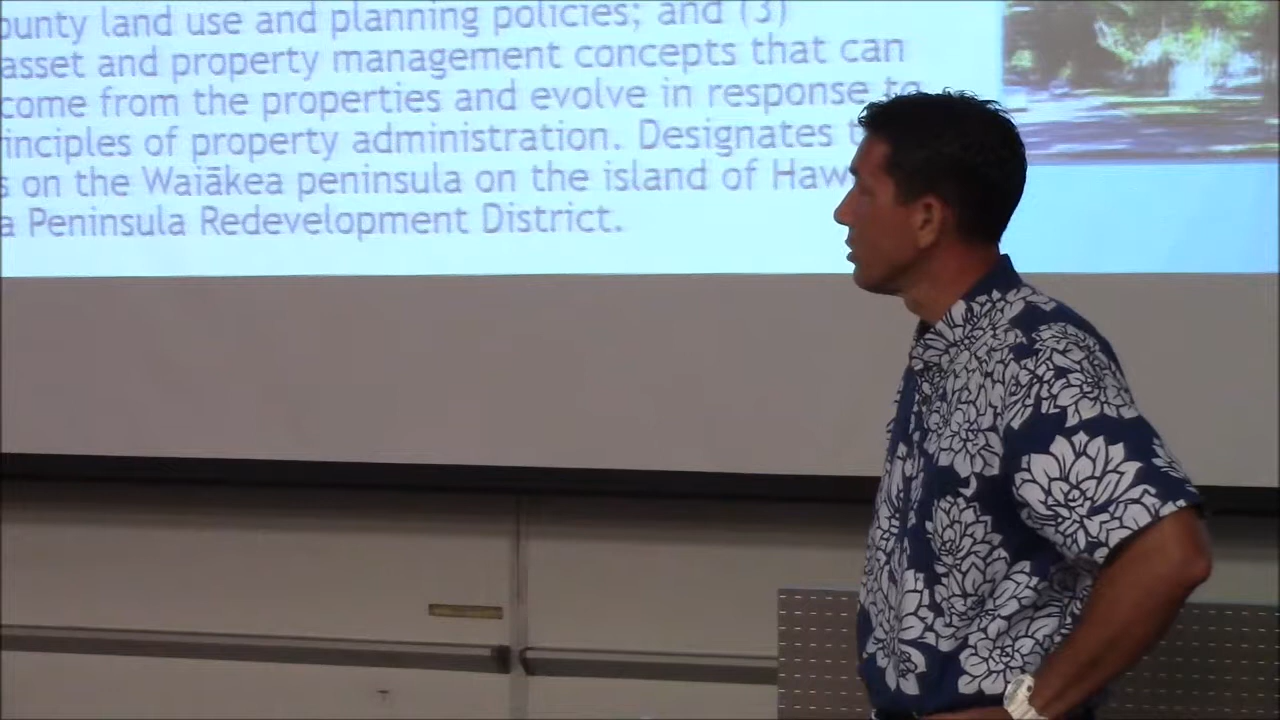 ounty land use and planning policies; and (3)
asset and property management concepts that can
come from the properties and evolve in response to
inciples of property administration. Designates
s on the Waiākea peninsula on the island of Haw
a Peninsula Redevelopment District.